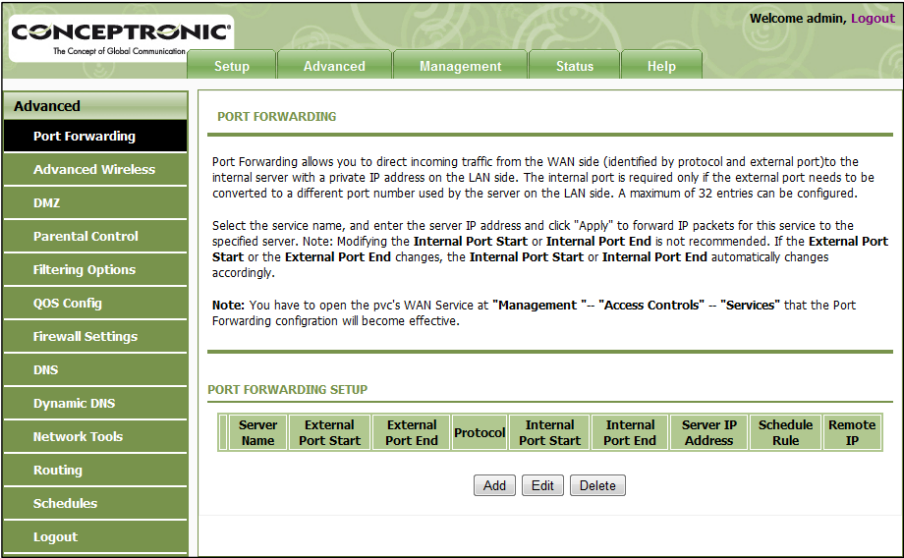 Welcome admin, Logout
CONCEPTRONIC®
The Concept of Global Communication
Setup
Advanced
Management
Status
Help
Advanced
Port Forwarding
Advanced Wireless
DMZ
Parental Control
Filtering Options
QOS Config
Firewall Settings
DNS
Dynamic DNS
Network Tools
Routing
Schedules
Logout
PORT FORWARDING
Port Forwarding allows you to direct incoming traffic from the WAN side (identified by protocol and external port)to the
internal server with a private IP address on the LAN side. The internal port is required only if the external port needs to be
converted to a different port number used by the server on the LAN side. A maximum of 32 entries can be configured.
Select the service name, and enter the server IP address and click "Apply" to forward IP packets for this service to the
specified server. Note: Modifying the Internal Port Start or Internal Port End is not recommended. If the External Port
Start or the External Port End changes, the Internal Port Start or Internal Port End automatically changes
accordingly.
Note: You have to open the pvc's WAN Service at "Management "-- "Access Controls" -- "Services" that the Port
Forwarding configration will become effective.
PORT FORWARDING SETUP
Server Name
External Port Start
External Port End
Protocol
Internal Port Start
Internal Port End
Server IP Address
Schedule Rule
Remote IP
Add
Edit
Delete